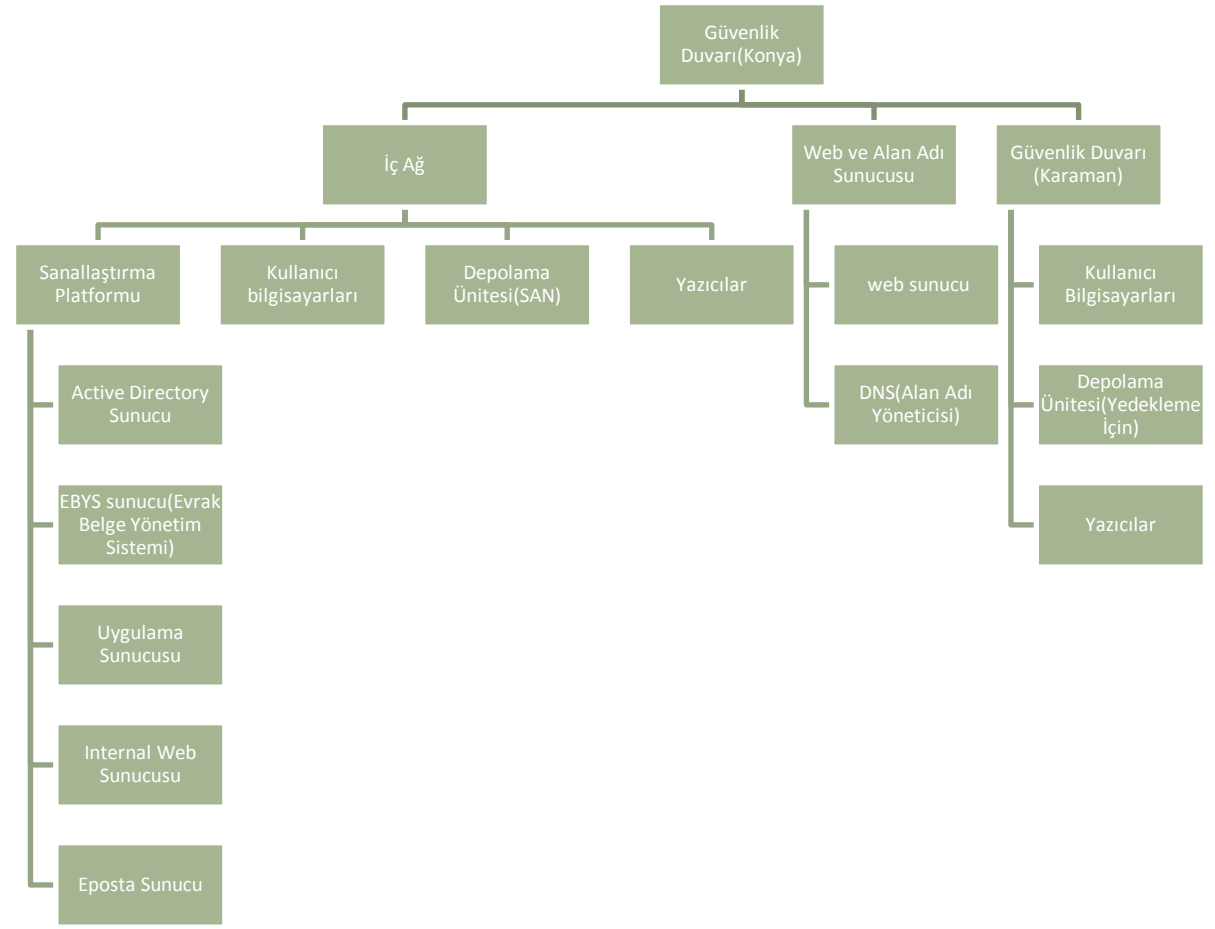 Güvenlik
Duvarı(Konya)
İç Ağ
Web ve Alan Adı
Sunucusu
Güvenlik Duvarı
(Karaman)
Sanallaştırma
Platformu
Kullanıcı
bilgisayarları
Depolama
Ünitesi(SAN)
Yazıcılar
web sunucu
Kullanıcı
Bilgisayarları
Active Directory
Sunucu
DNS(Alan Adı
Yöneticisi)
Depolama
Ünitesi(Yedekleme
İçin)
EBYS sunucu(Evrak
Belge Yönetim
Sistemi)
Yazıcılar
Uygulama
Sunucusu
Internal Web
Sunucusu
Eposta Sunucu